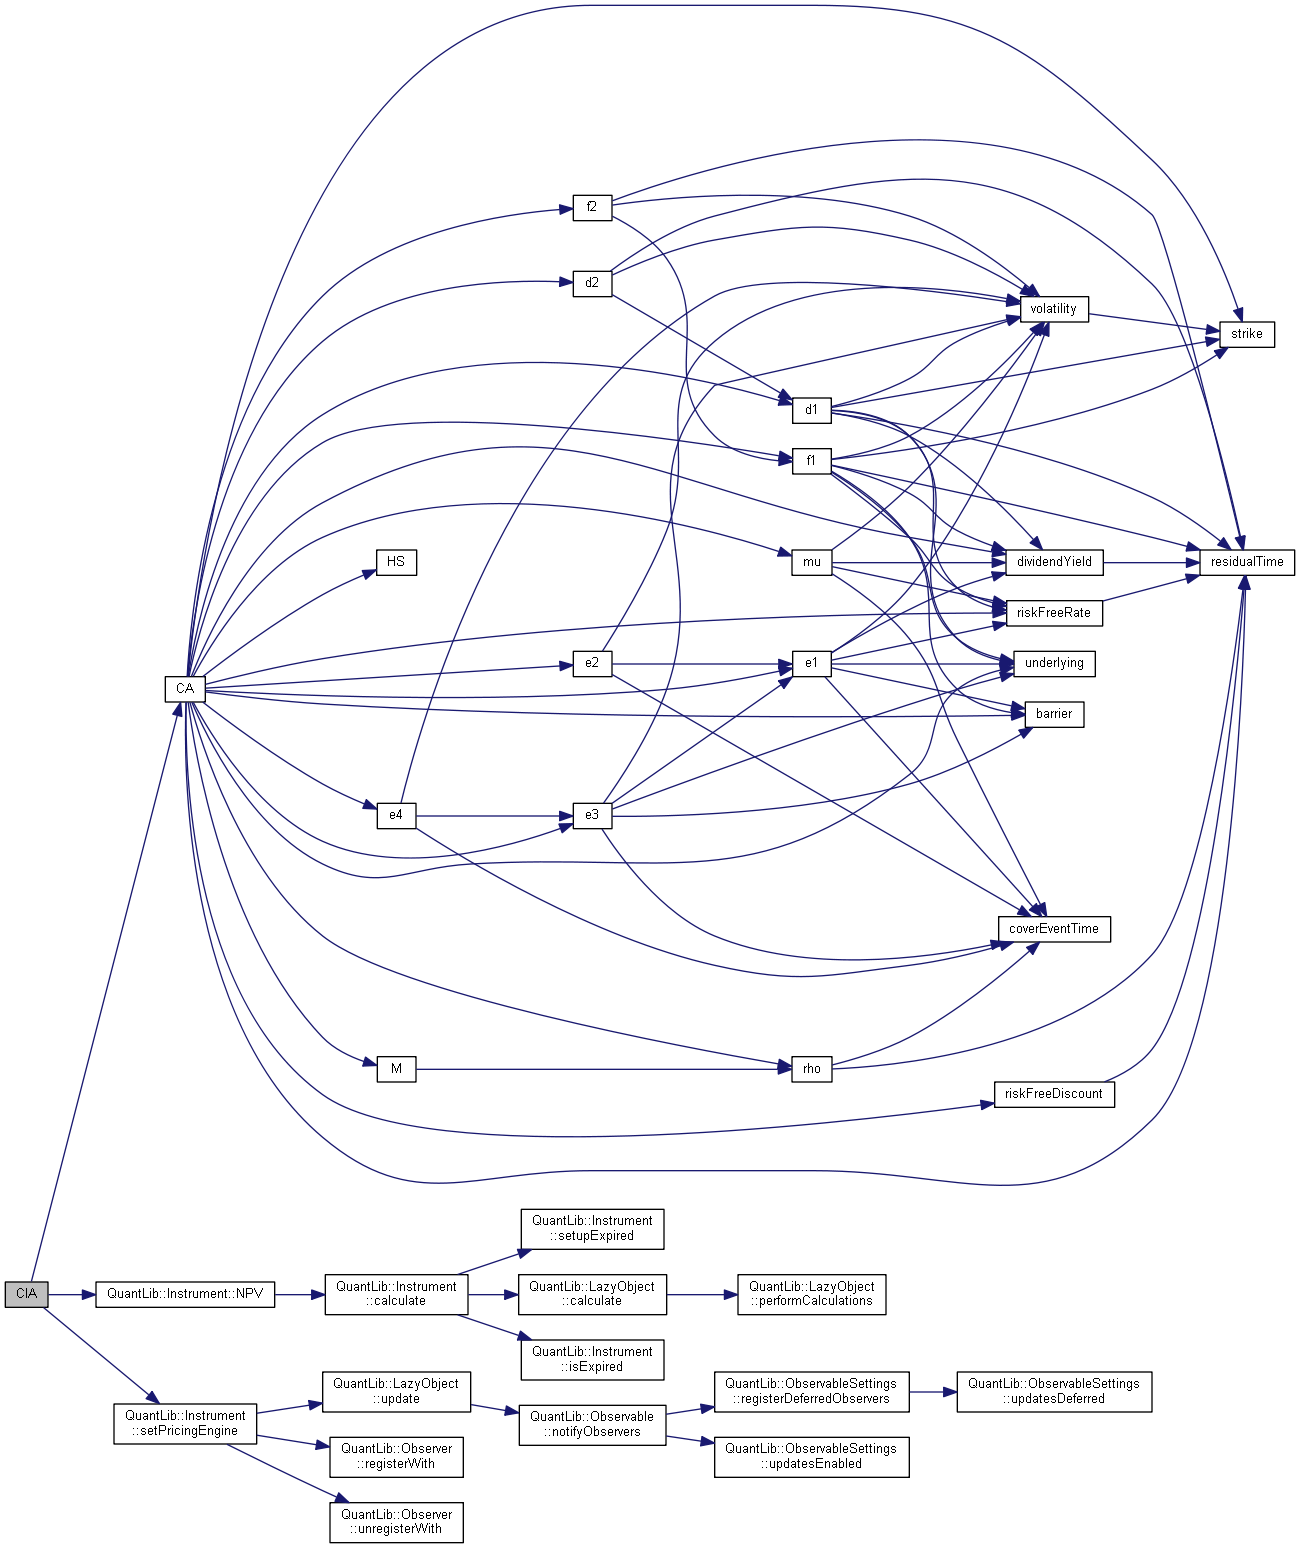 f2
d2
volatility
strike
d1
f1
HS
mu
dividendYield
residualTime
riskFreeRate
e2
e1
underlying
CA
barrier
e4
e3
coverEventTime
M
rho
riskFreeDiscount
QuantLib::Instrument
::setupExpired
CIA
QuantLib::Instrument::NPV
QuantLib::Instrument
::calculate
QuantLib::LazyObject
::calculate
QuantLib::LazyObject
::performCalculations
QuantLib::Instrument
::isExpired
QuantLib::Instrument
::setPricingEngine
QuantLib::LazyObject
::update
QuantLib::Observable
::notifyObservers
QuantLib::ObservableSettings
::registerDeferredObservers
QuantLib::ObservableSettings
::updatesDeferred
QuantLib::Observer
::registerWith
QuantLib::ObservableSettings
::updatesEnabled
QuantLib::Observer
::unregisterWith